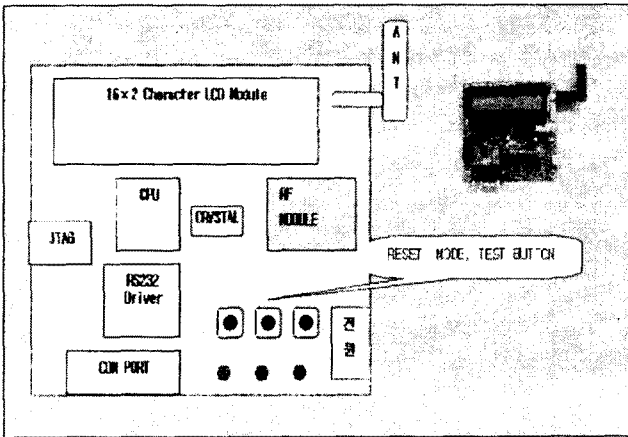 A
N
T
16×2 Character LCD Module
CPU
CRYSTAL
RF
MODULE
JTAG
RESET MODE, TEST BUTTON
RS232
Driver
전
원
COM PORT